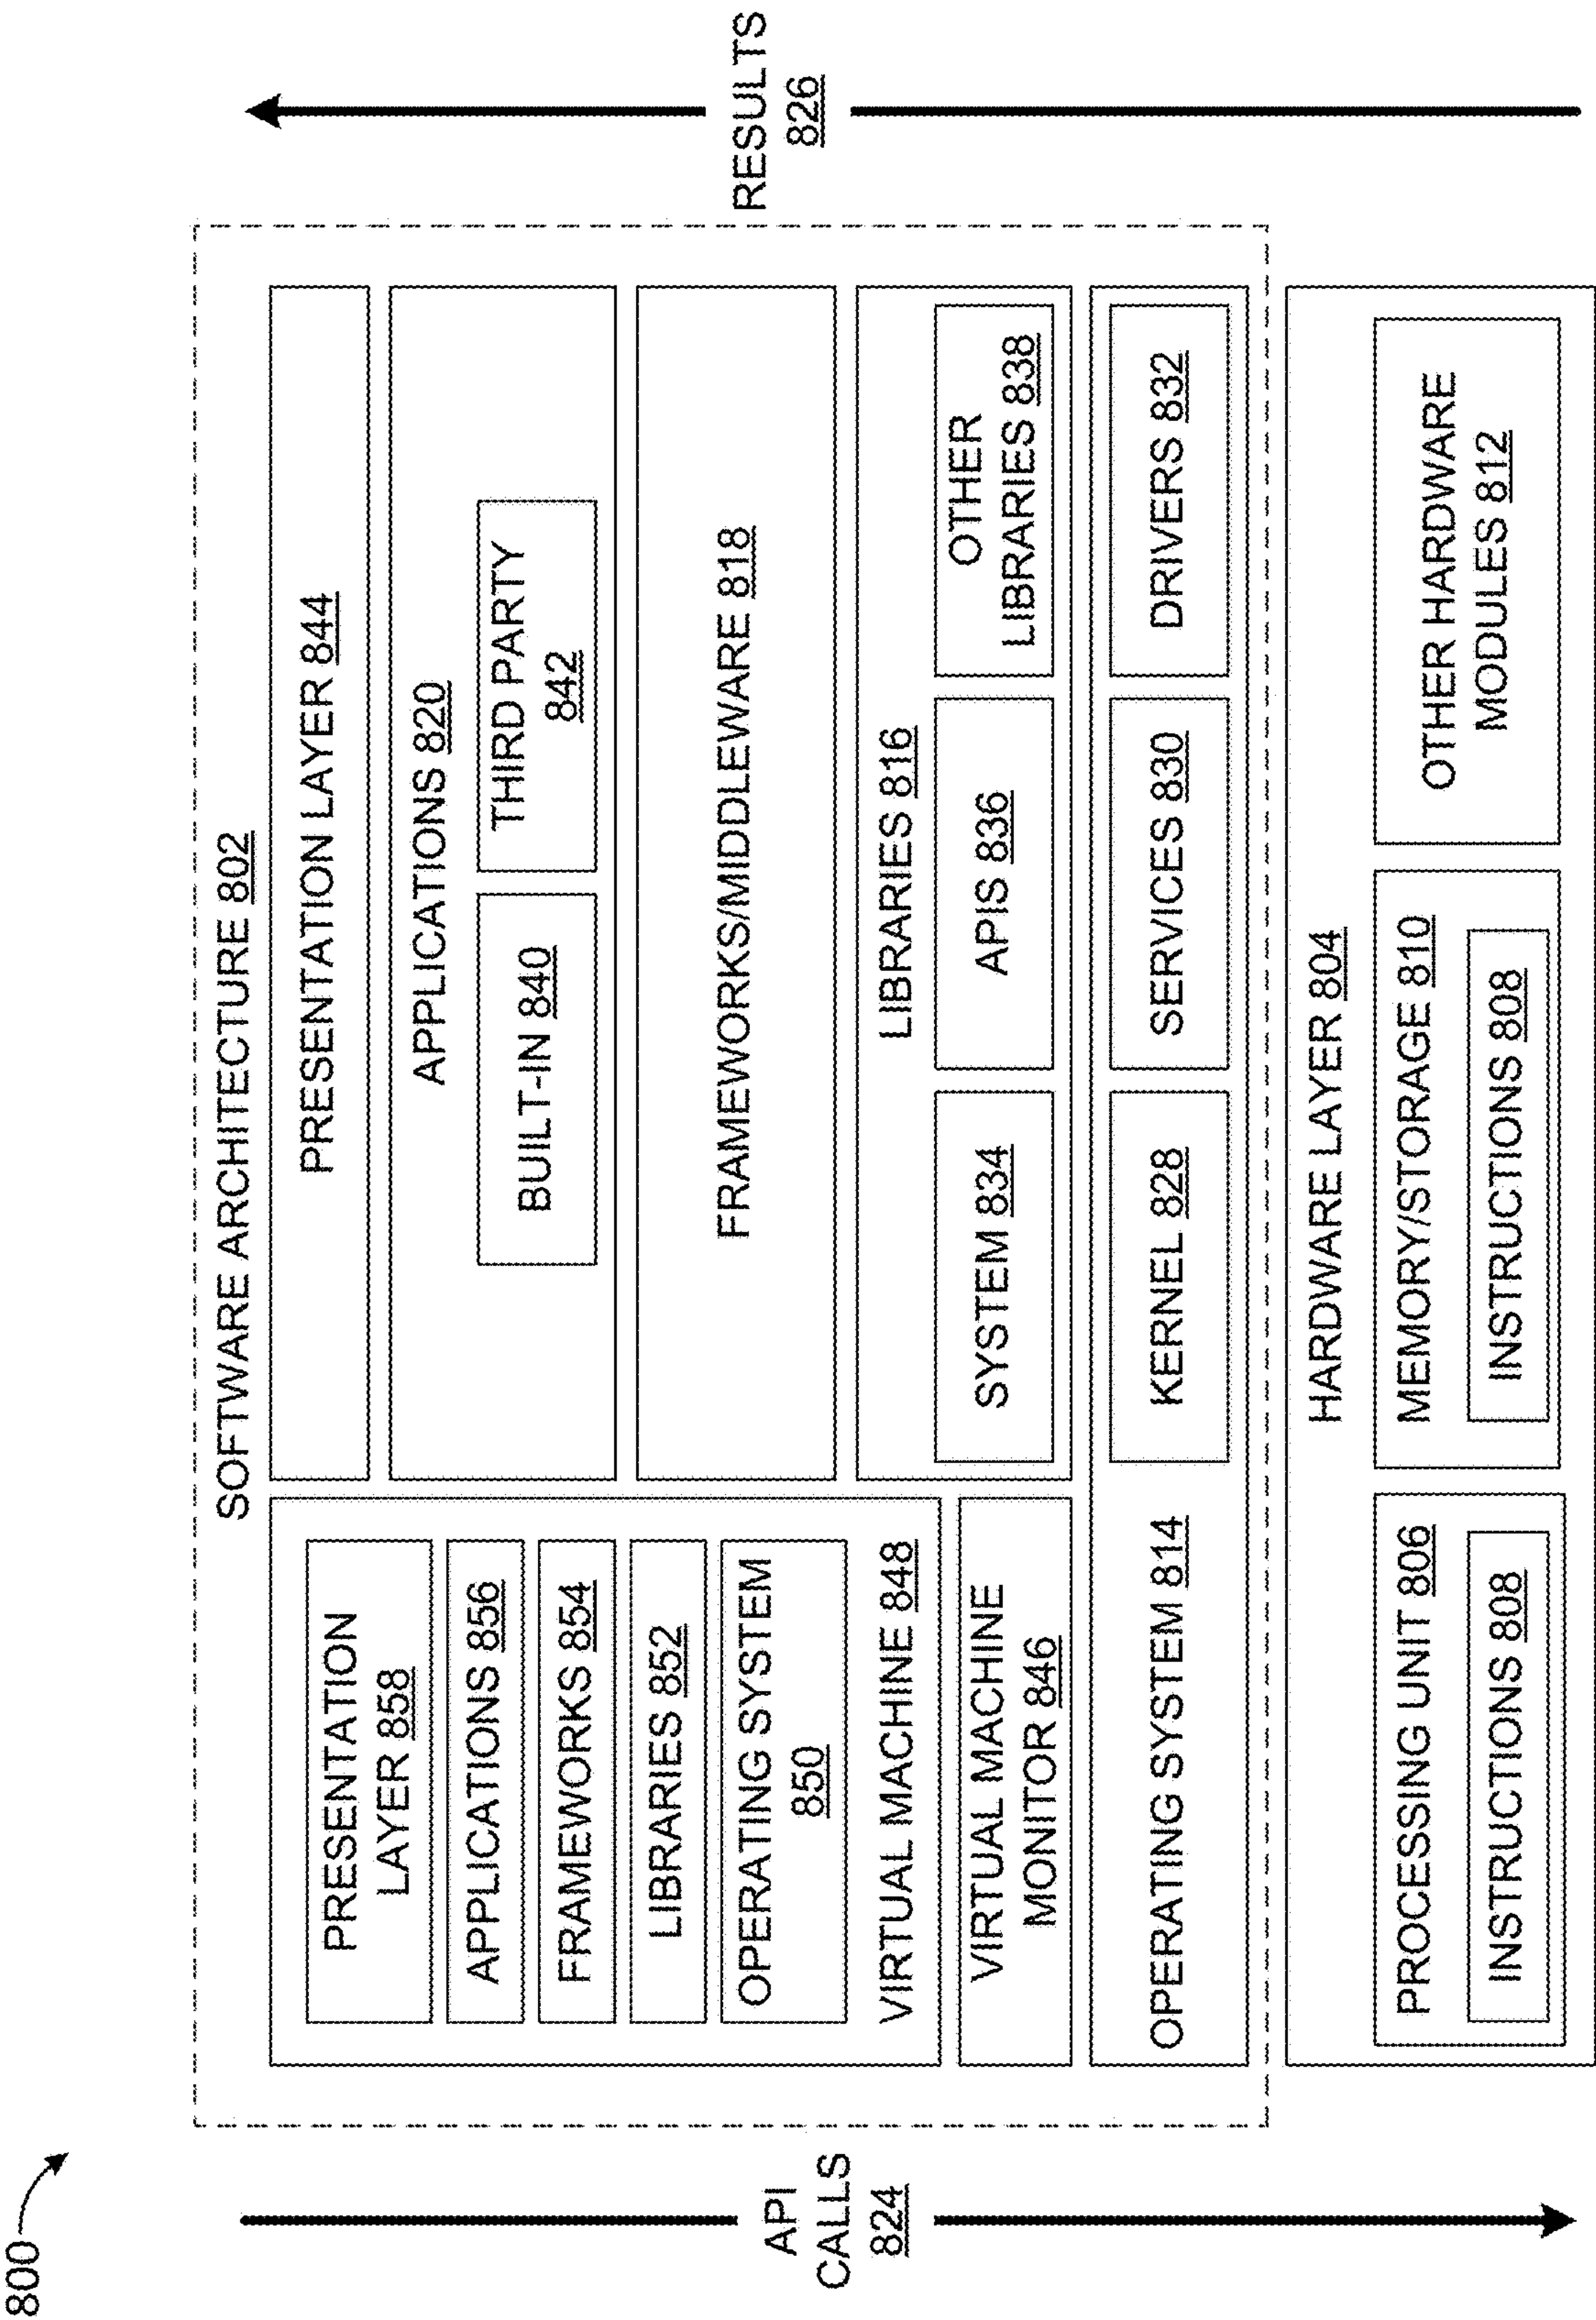 800
SOFTWARE ARCHITECTURE 802
PRESENTATION
LAYER 858
APPLICATIONS 856
FRAMEWORKS 854
LIBRARIES 852
OPERATING SYSTEM
850
VIRTUAL MACHINE 848
VIRTUAL MACHINE
MONITOR 846
PRESENTATION LAYER 844
APPLICATIONS 820
BUILT-IN 840
THIRD PARTY
842
FRAMEWORKS/MIDDLEWARE 818
LIBRARIES 816
SYSTEM 834
APIS 836
OTHER
LIBRARIES 838
OPERATING SYSTEM 814
KERNEL 828
SERVICES 830
DRIVERS 832
HARDWARE LAYER 804
PROCESSING UNIT 806
INSTRUCTIONS 808
MEMORY/STORAGE 810
INSTRUCTIONS 808
OTHER HARDWARE
MODULES 812
API
CALLS
824
RESULTS
826